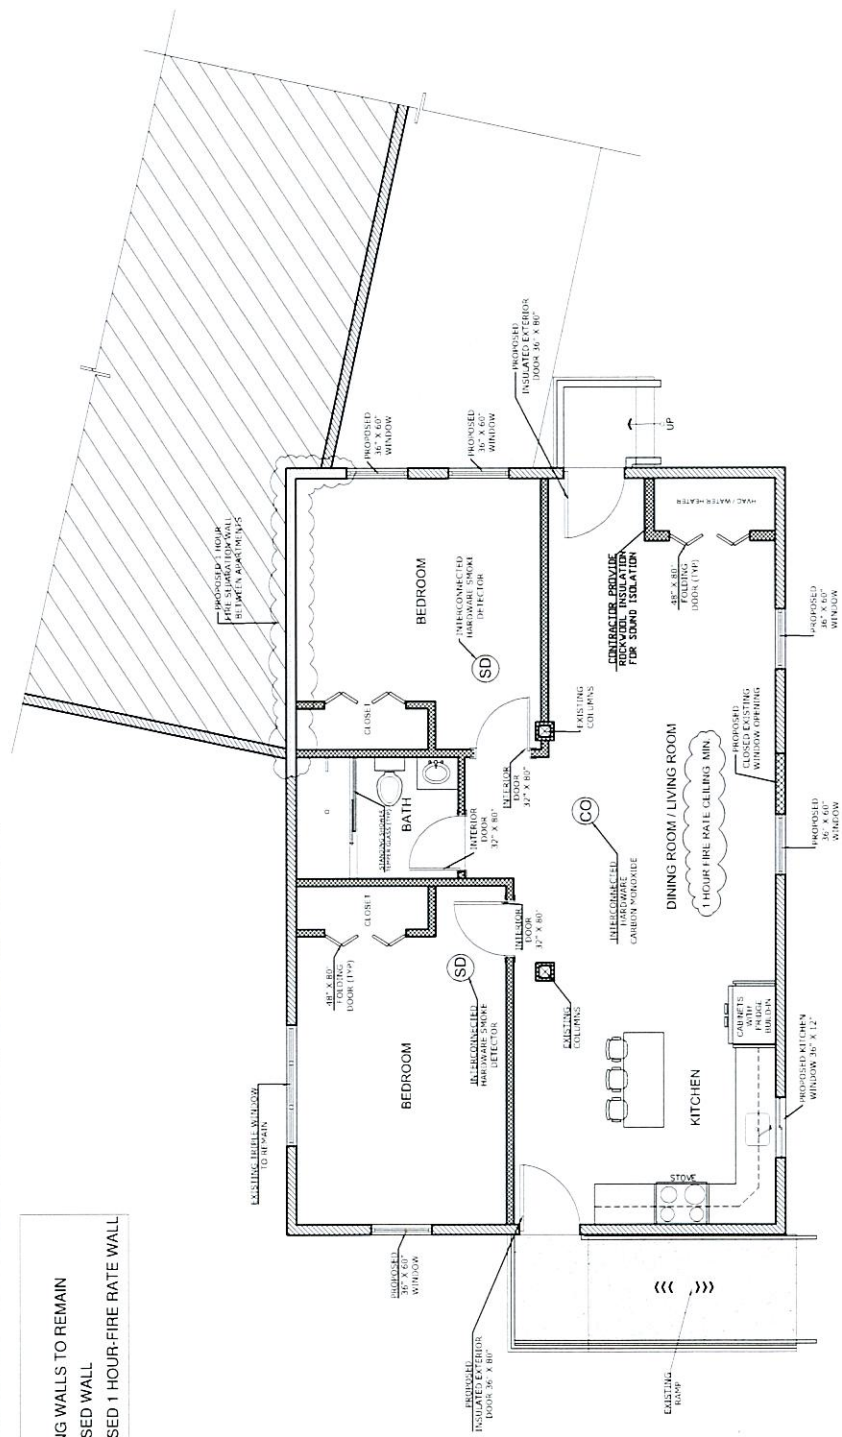 PROPOSED 1 HOUR
FIRE SEPARATION WALL
BETWEEN APARTMENTS
PROPOSED
36" X 60"
WINDOW
PROPOSED
36" X 60"
WINDOW
PROPOSED
INSULATED EXTERIOR
DOOR 36" X 80"
UP
BEDROOM
INTERCONNECTED
HARDWARE SMOKE
DETECTOR
SD
CLOSET
HVAC / WATER HEATER
48" X 80"
FOLDING
DOOR (TYP)
CONTRACTOR PROVIDE
ROCKWOOL INSULATION
FOR SOUND ISOLATION
EXISTING
COLUMNS
INTERIOR
DOOR
32" X 80"
STANDING SHOWER
TEMPER GLASS (TYP)
BATH
INTERIOR
DOOR
32" X 80"
CO
INTERCONNECTED
HARDWARE
CARBON MONOXIDE
DINING ROOM / LIVING ROOM
1 HOUR FIRE RATE CEILING MIN.
PROPOSED
CLOSED EXISTING
WINDOW OPENING
PROPOSED
36" X 60"
WINDOW
PROPOSED
36" X 60"
WINDOW
CLOSET
48" X 80"
FOLDING
DOOR (TYP)
INTERIOR
DOOR
32" X 80"
SD
INTERCONNECTED
HARDWARE SMOKE
DETECTOR
BEDROOM
EXISTING TRIPLE WINDOW
TO REMAIN
EXISTING
COLUMNS
CABINETS
WITH
FRIDGE
BUILD-IN
KITCHEN
PROPOSED KITCHEN
WINDOW 36" X 12"
STOVE
PROPOSED
36" X 60"
WINDOW
PROPOSED
INSULATED EXTERIOR
DOOR 36" X 80"
EXISTING
RAMP
NG WALLS TO REMAIN
SED WALL
SED 1 HOUR-FIRE RATE WALL